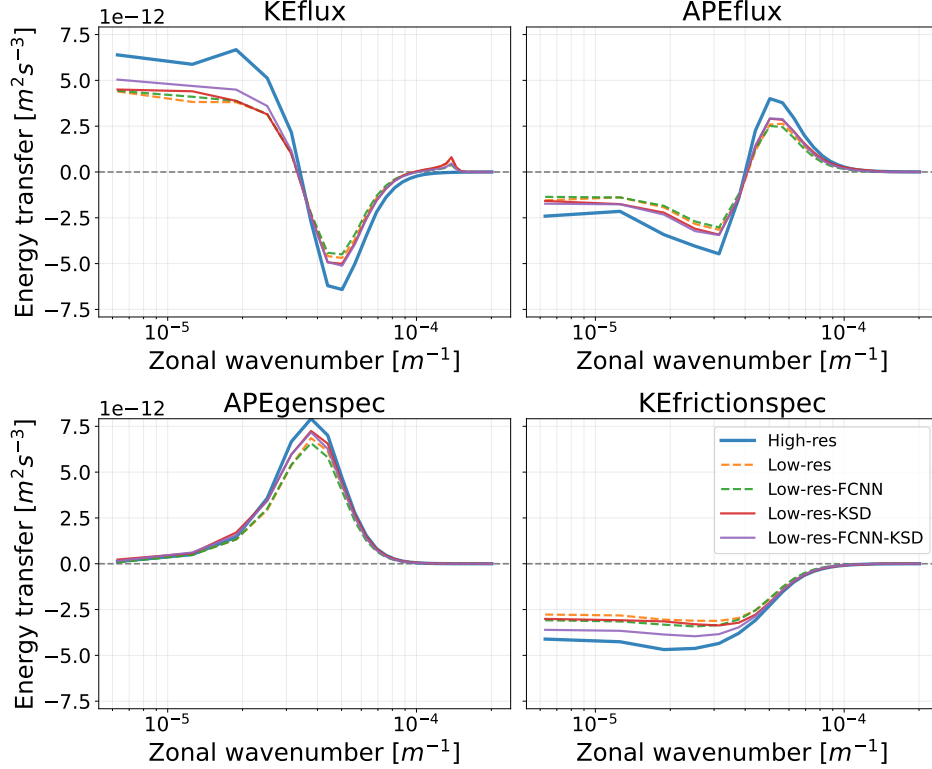 KEflux
APEflux
1e−12
7.5
5.0
2.5
0.0
−2.5
−5.0
−7.5
Energy transfer [m²s⁻³]
10⁻⁵
10⁻⁴
Zonal wavenumber [m⁻¹]
10⁻⁵
10⁻⁴
Zonal wavenumber [m⁻¹]
APEgenspec
KEfrictionspec
1e−12
7.5
5.0
2.5
0.0
−2.5
−5.0
−7.5
Energy transfer [m²s⁻³]
High-res
Low-res
Low-res-FCNN
Low-res-KSD
Low-res-FCNN-KSD
10⁻⁵
10⁻⁴
Zonal wavenumber [m⁻¹]
10⁻⁵
10⁻⁴
Zonal wavenumber [m⁻¹]